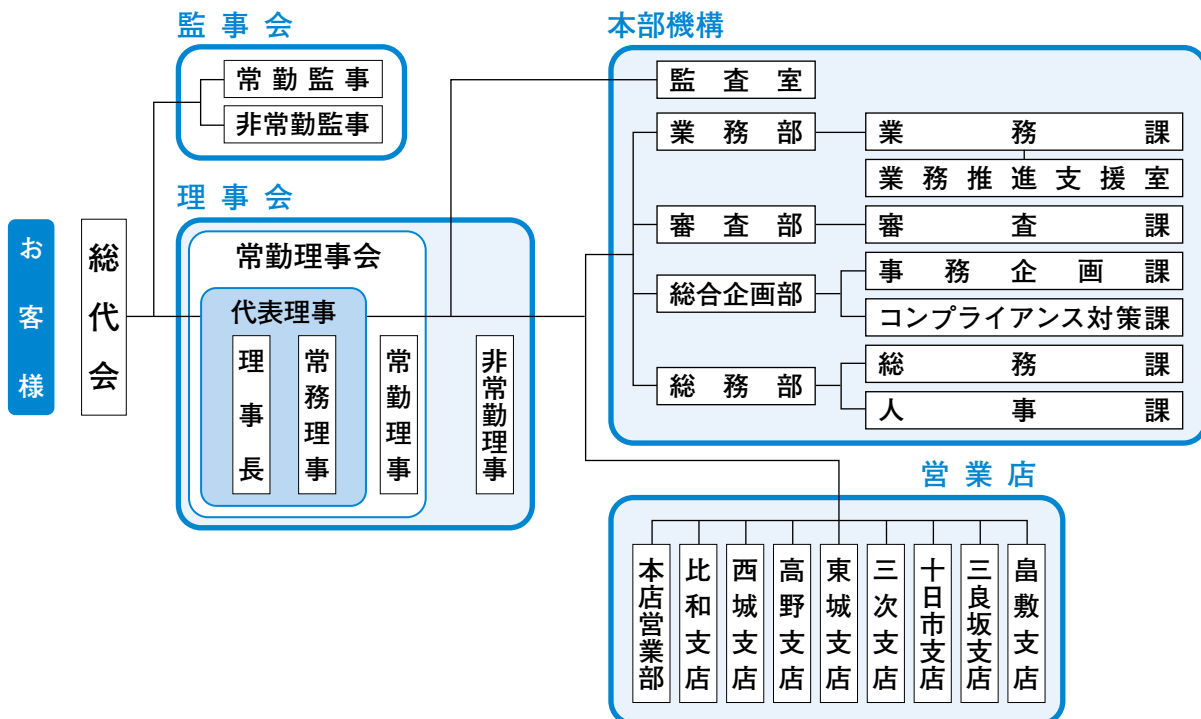 お客様
総代会
監事会
常勤監事
非常勤監事
理事会
常勤理事会
代表理事
理事長
常務理事
常勤理事
非常勤理事
本部機構
監査室
業務部
業務課
業務推進支援室
審査部
審査課
総合企画部
事務企画課
コンプライアンス対策課
総務部
総務課
人事課
営業店
本店営業部
比和支店
西城支店
高野支店
東城支店
三次支店
十日市支店
三良坂支店
畠敷支店